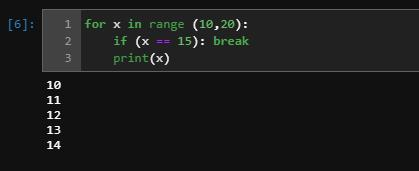 [6]: 1 for x in range (10,20):
2     if (x == 15): break
3     print(x)
10
11
12
13
14